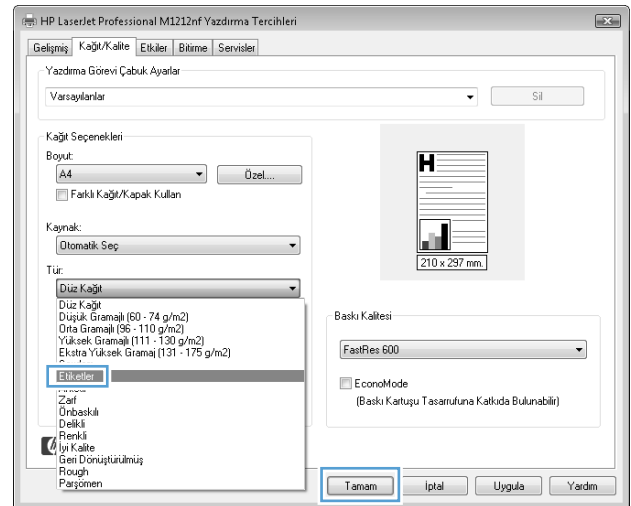 HP LaserJet Professional M1212nf Yazdırma Tercihleri
Gelişmiş Kağıt/Kalite Etkiler Bitirme Servisler
Yazdırma Görevi Çabuk Ayarlar
Varsayılanlar
Sil
Kağıt Seçenekleri
Boyut:
A4
Özel....
Farklı Kağıt/Kapak Kullan
Kaynak:
Otomatik Seç
Tür:
Düz Kağıt
Düz Kağıt
Düşük Gramajlı (60 - 74 g/m2)
Orta Gramajlı (96 - 110 g/m2)
Yüksek Gramajlı (111 - 130 g/m2)
Ekstra Yüksek Gramaj (131 - 175 g/m2)
Etiketler
Zarf
Önbaskılı
Delikli
Renkli
İyi Kalite
Geri Dönüştürülmüş
Rough
Parşömen
H
210 x 297 mm.
Baskı Kalitesi
FastRes 600
EconoMode
(Baskı Kartuşu Tasarrufuna Katkıda Bulunabilir)
Tamam İptal Uygula Yardım